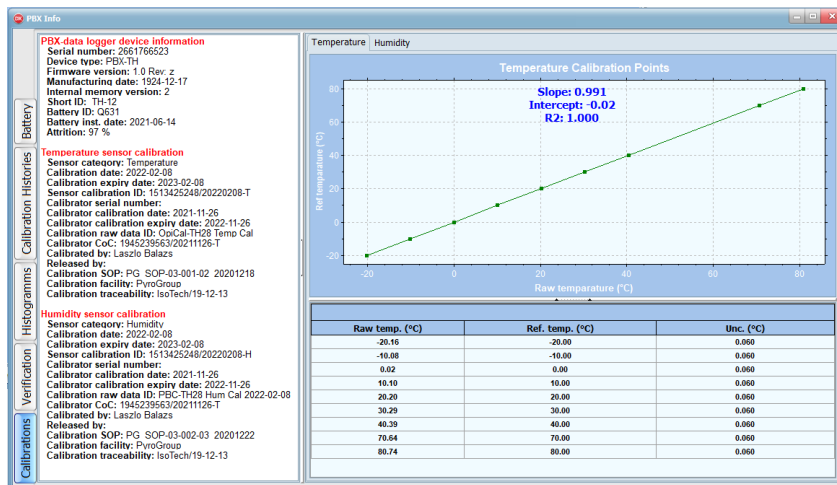 PBX Info
Battery
Calibration Histories
Histogramms
Verification
Calibrations
PBX-data logger device information
Serial number: 2661766523
Device type: PBX-TH
Firmware version: 1.0 Rev: z
Manufacturing date: 1924-12-17
Internal memory version: 2
Short ID: TH-12
Battery ID: Q631
Battery inst. date: 2021-06-14
Attrition: 97 %
Temperature sensor calibration
Sensor category: Temperature
Calibration date: 2022-02-08
Calibration expiry date: 2023-02-08
Sensor calibration ID: 1513425248/20220208-T
Calibrator serial number:
Calibrator calibration date: 2021-11-26
Calibrator calibration expiry date: 2022-11-26
Calibration raw data ID: OpiCal-TH28 Temp Cal
Calibrator CoC: 1945239563/20211126-T
Calibrated by: Laszlo Balazs
Released by:
Calibration SOP: PG_SOP-03-001-02_20201218
Calibration facility: PyroGroup
Calibration traceability: IsoTech/19-12-13
Humidity sensor calibration
Sensor category: Humidity
Calibration date: 2022-02-08
Calibration expiry date: 2023-02-08
Sensor calibration ID: 1513425248/20220208-H
Calibrator serial number:
Calibrator calibration date: 2021-11-26
Calibrator calibration expiry date: 2022-11-26
Calibration raw data ID: PBC-TH28 Hum Cal 2022-02-08
Calibrator CoC: 1945239563/20211126-T
Calibrated by: Laszlo Balazs
Released by:
Calibration SOP: PG_SOP-03-002-03_20201222
Calibration facility: PyroGroup
Calibration traceability: IsoTech/19-12-13
Temperature Humidity
Temperature Calibration Points
Slope: 0.991
Intercept: -0.02
R2: 1.000
Ref temparature (°C)
80
60
40
20
0
-20
-20 0 20 40 60 80
Raw temparature (°C)
Raw temp. (°C) Ref. temp. (°C) Unc. (°C)
-20.16 -20.00 0.060
-10.08 -10.00 0.060
0.02 0.00 0.060
10.10 10.00 0.060
20.20 20.00 0.060
30.29 30.00 0.060
40.39 40.00 0.060
70.64 70.00 0.060
80.74 80.00 0.060